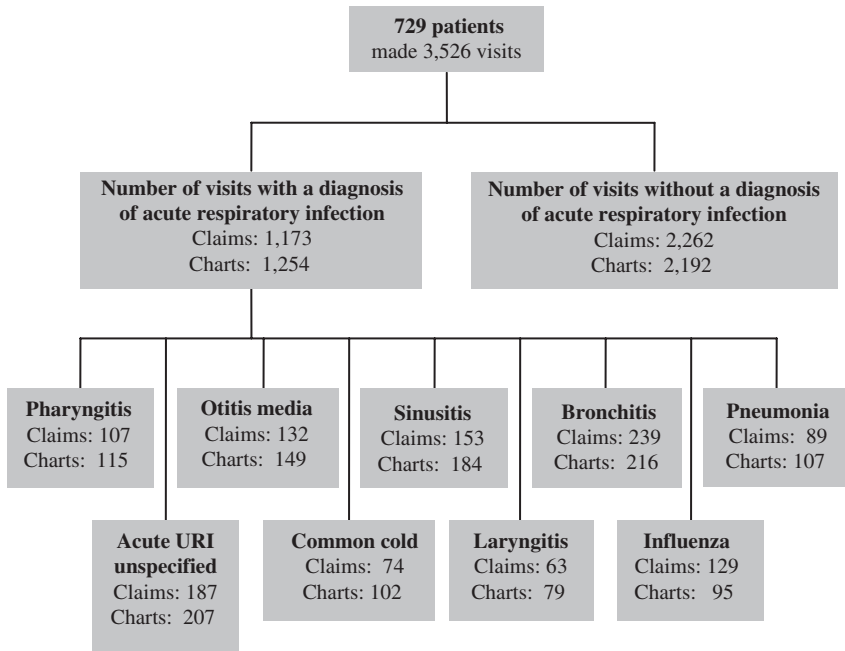 729 patients
made 3,526 visits
Number of visits with a diagnosis
of acute respiratory infection
Claims: 1,173
Charts: 1,254
Number of visits without a diagnosis
of acute respiratory infection
Claims: 2,262
Charts: 2,192
Pharyngitis
Claims: 107
Charts: 115
Otitis media
Claims: 132
Charts: 149
Sinusitis
Claims: 153
Charts: 184
Bronchitis
Claims: 239
Charts: 216
Pneumonia
Claims: 89
Charts: 107
Acute URI
unspecified
Claims: 187
Charts: 207
Common cold
Claims: 74
Charts: 102
Laryngitis
Claims: 63
Charts: 79
Influenza
Claims: 129
Charts: 95